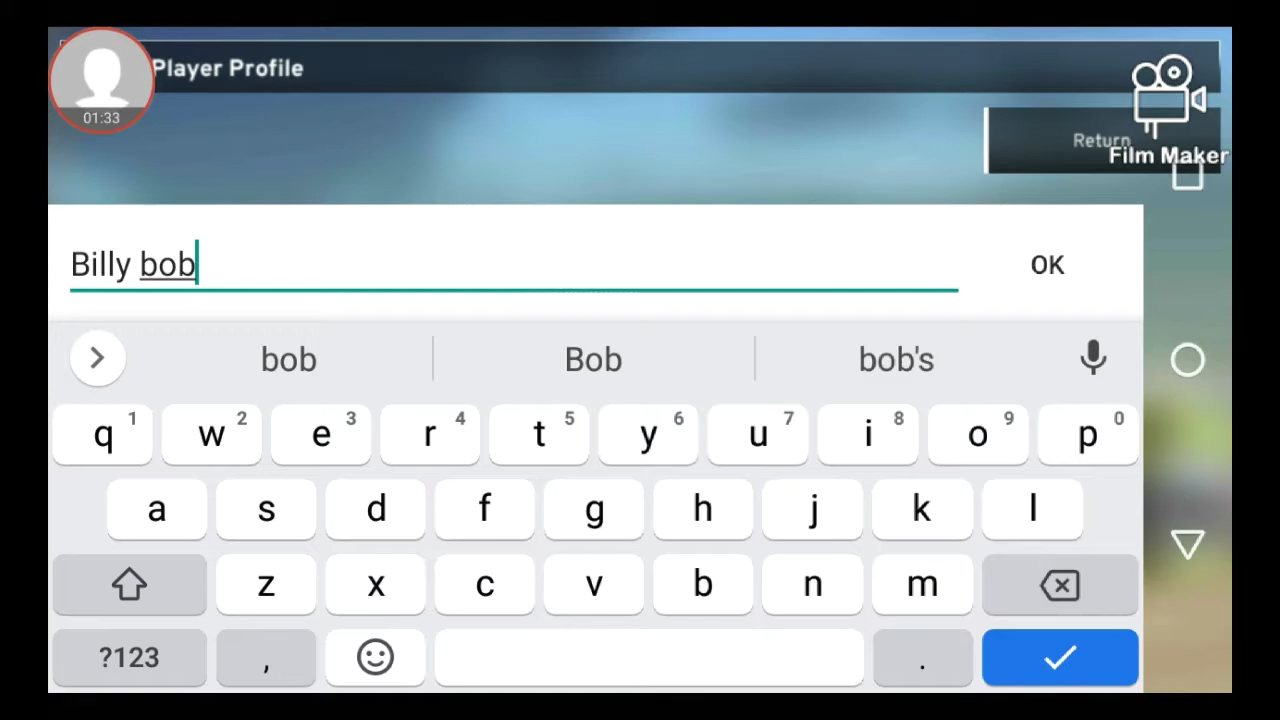 Player Profile
01:33
Return
Film Maker
Billy bob
OK
bob Bob bob's
q 1 w 2 e 3 r 4 t 5 y 6 u 7 i 8 o 9 p 0
a s d f g h j k l
z x c v b n m
?123 , .